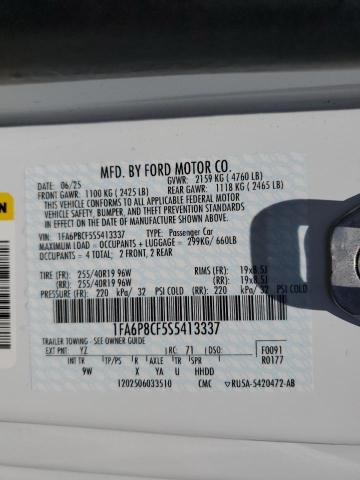 MFD. BY FORD MOTOR CO.
DATE: 06/25 GVWR: 2159 KG (4760 LB)
FRONT GAWR: 1100 KG (2425 LB) REAR GAWR: 1118 KG (2465 LB)
THIS VEHICLE CONFORMS TO ALL APPLICABLE FEDERAL MOTOR
VEHICLE SAFETY, BUMPER, AND THEFT PREVENTION STANDARDS
IN EFFECT ON THE DATE OF MANUFACTURE SHOWN ABOVE.
VIN: 1FA6P8CF5S5413337 TYPE: Passenger Car
MAXIMUM LOAD = OCCUPANTS + LUGGAGE = 299KG/ 660LB
OCCUPANTS = 4 TOTAL: 2 FRONT, 2 REAR
TIRE (FR): 255/40R19 96W RIMS (FR): 19x8.5J
(RR): 255/40R19 96W (RR): 19x8.5J
PRESSURE (FR): 220 kPa/ 32 PSI COLD (RR): 220 kPa/ 32 PSI COLD
1FA6P8CF5S5413337
TRAILER TOWING- SEE OWNER GUIDE
EXT PNT: YZ RC: 71 DSO: F0091
INT TR TP/PS R AXLE TR SPR R0177
9W X U HHDD
1202506033510 CMC RU5A-5420472-AB